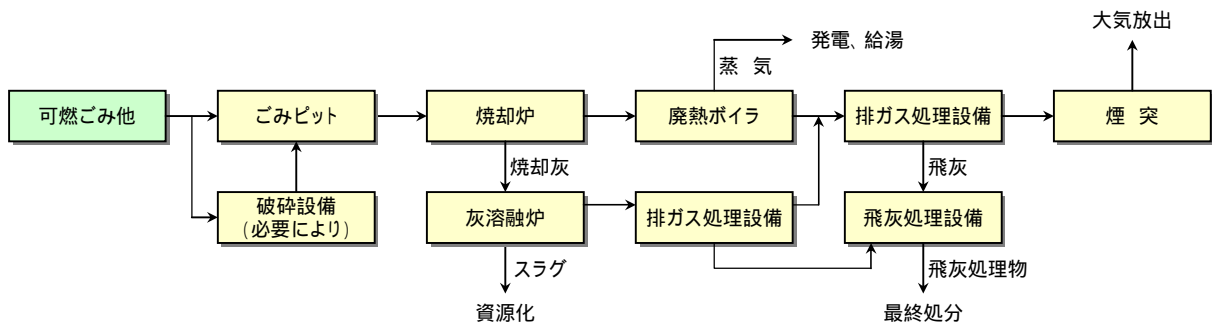 大気放出
発電、給湯
蒸 気
可燃ごみ他
ごみピット
焼却炉
廃熱ボイラ
排ガス処理設備
煙 突
焼却灰
飛灰
破砕設備
(必要により)
灰溶融炉
排ガス処理設備
飛灰処理設備
スラグ
飛灰処理物
資源化
最終処分